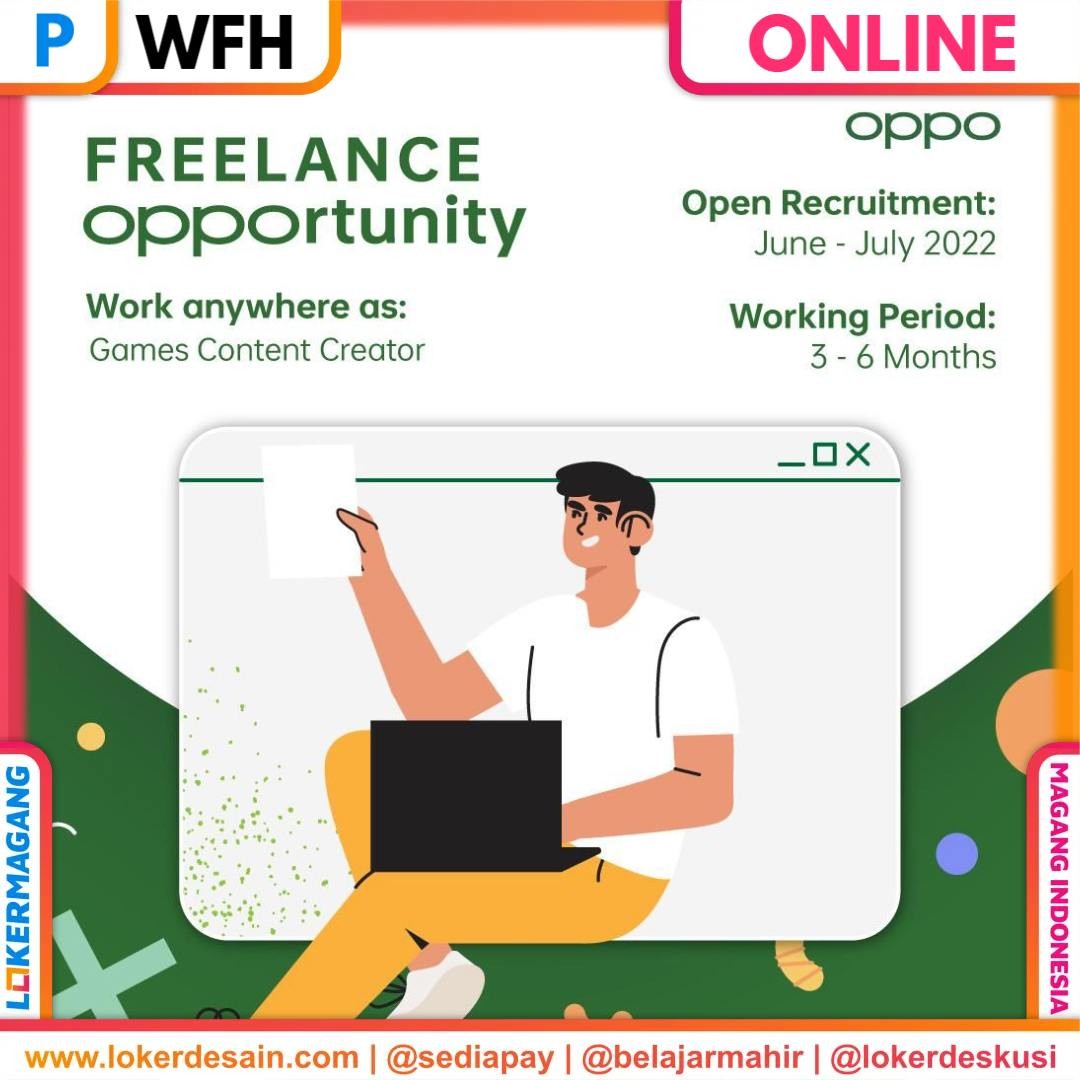 P
WFH
ONLINE
oppo
FREELANCE
opportunity
Open Recruitment:
June - July 2022
Work anywhere as:
Games Content Creator
Working Period:
3 - 6 Months
LOKERMAGANG
MAGANG INDONESIA
www.lokerdesain.com | @sediapay | @belajarmahir | @lokerdeskusi